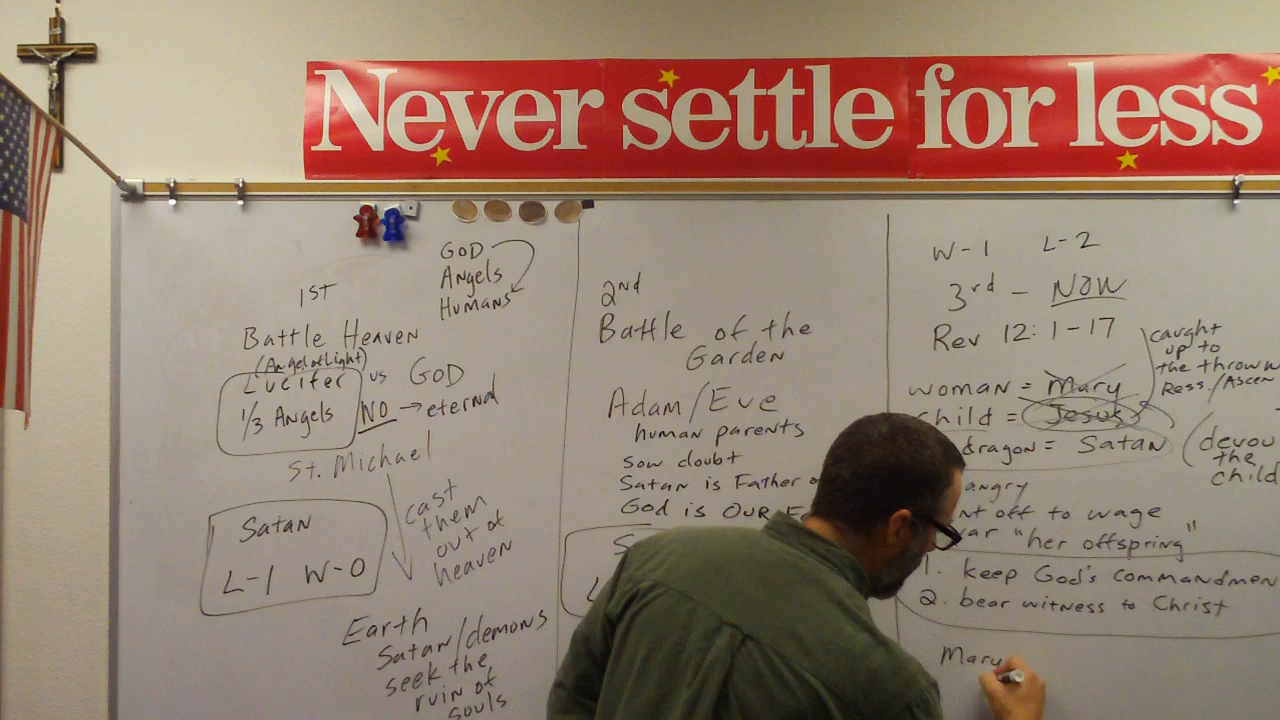 Never settle for less
GOD
Angels
Humans
1ST
Battle Heaven
(Angel of Light)
Lucifer vs GOD
1/3 Angels NO → eternal
St. Michael
cast
them
out of
heaven
Satan
L-1 W-0
Earth
Satan/demons
seek the
ruin of
souls
2nd
Battle of the
Garden
Adam/Eve
human parents
sow doubt
Satan is Father
God is OUR
W-1 L-2
3rd - NOW
Rev 12: 1-17
woman = Mary
child = Jesus
dragon = Satan
caught
up to
the thrown
Ress./Ascen
(devou
the
child
angry
nt off to wage
ar "her offspring"
1. keep God's commandmen
2. bear witness to Christ
Mary